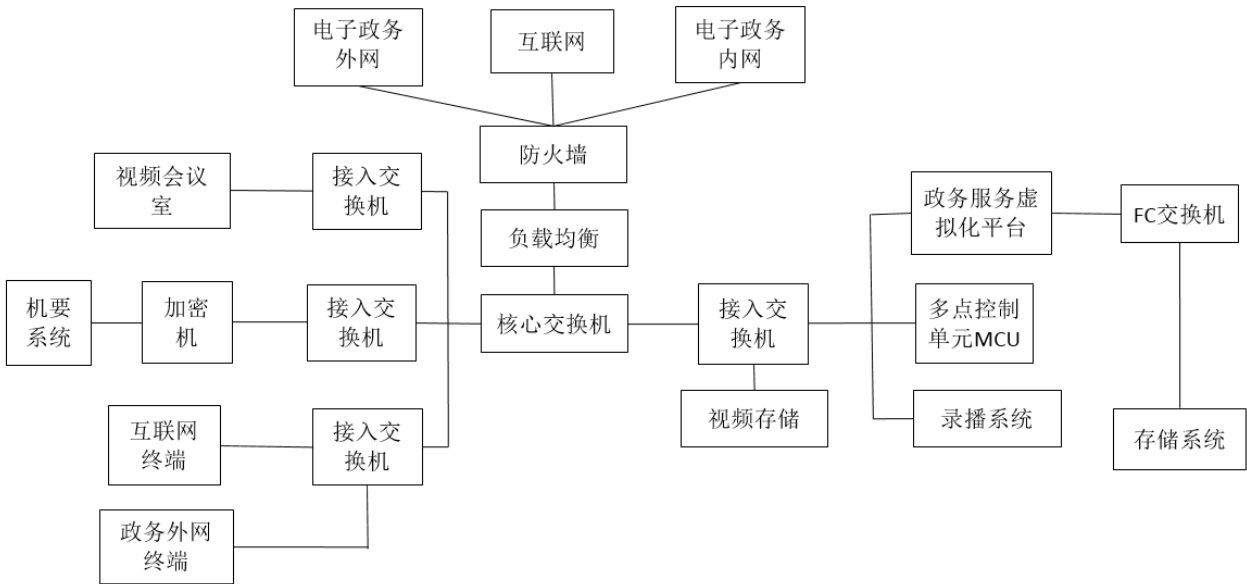 电子政务
外网
互联网
电子政务
内网
防火墙
视频会议
室
接入交
换机
政务服务虚
拟化平台
FC交换机
负载均衡
机要
系统
加密
机
接入交
换机
核心交换机
接入交
换机
多点控制
单元MCU
互联网
终端
接入交
换机
视频存储
录播系统
存储系统
政务外网
终端